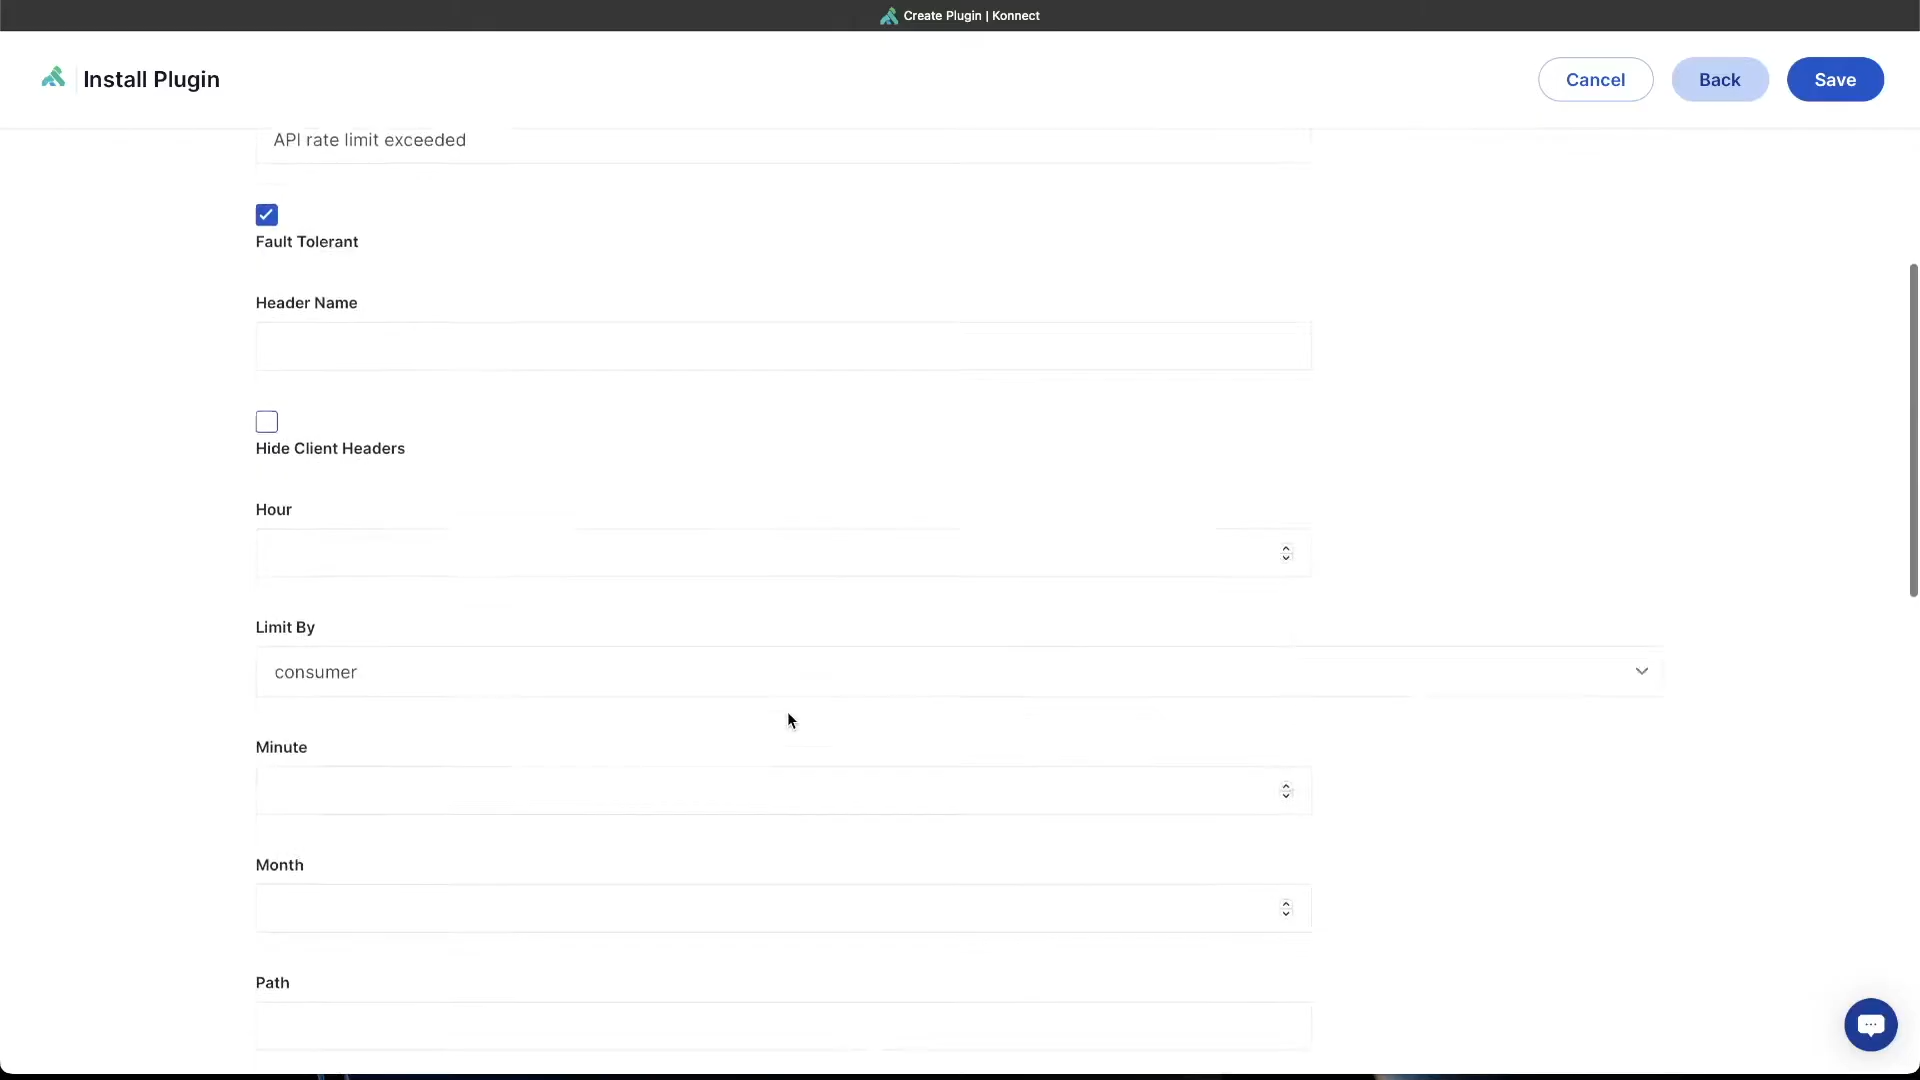 Create Plugin | Konnect
Install Plugin
Cancel
Back
Save
API rate limit exceeded
Fault Tolerant
Header Name
Hide Client Headers
Hour
Limit By
consumer
Minute
Month
Path